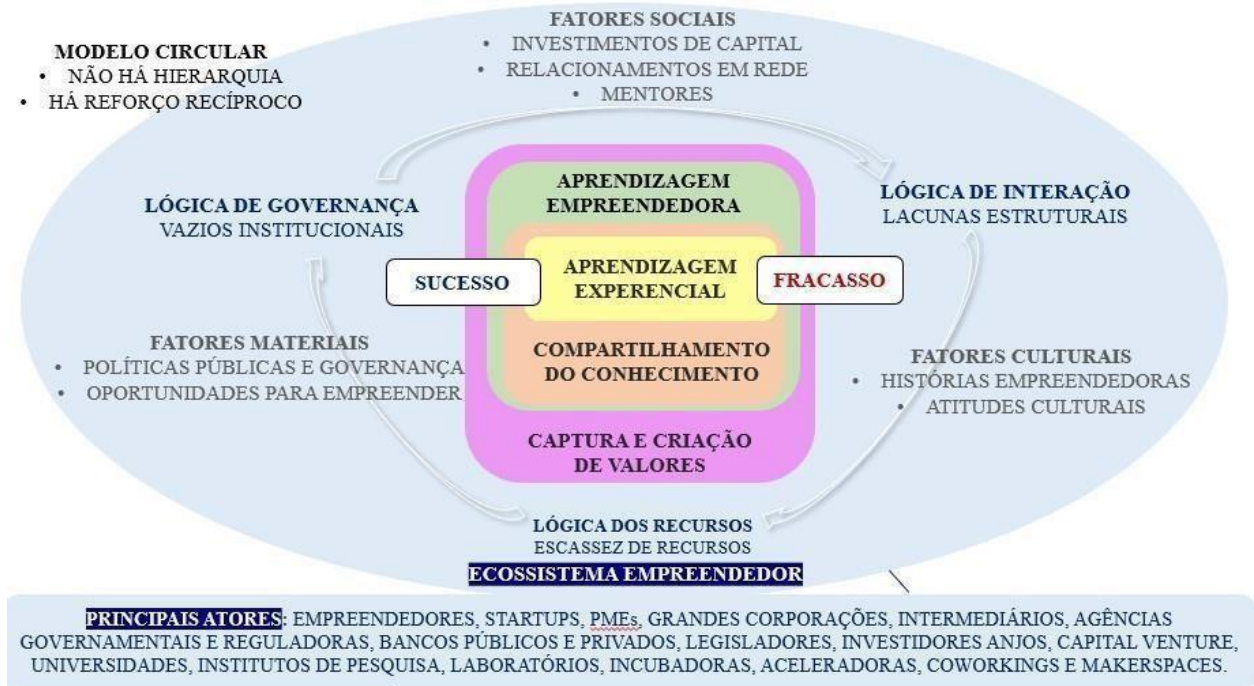 MODELO CIRCULAR
• NÃO HÁ HIERARQUIA
• HÁ REFORÇO RECÍPROCO
FATORES SOCIAIS
• INVESTIMENTOS DE CAPITAL
• RELACIONAMENTOS EM REDE
• MENTORES
LÓGICA DE GOVERNANÇA
VAZIOS INSTITUCIONAIS
APRENDIZAGEM
EMPREENDEDORA
LÓGICA DE INTERAÇÃO
LACUNAS ESTRUTURAIS
SUCESSO
APRENDIZAGEM
EXPERENCIAL
FRACASSO
FATORES MATERIAIS
• POLÍTICAS PÚBLICAS E GOVERNANÇA
• OPORTUNIDADES PARA EMPREENDER
COMPARTILHAMENTO
DO CONHECIMENTO
FATORES CULTURAIS
• HISTÓRIAS EMPREENDEDORAS
• ATITUDES CULTURAIS
CAPTURA E CRIAÇÃO
DE VALORES
LÓGICA DOS RECURSOS
ESCASSEZ DE RECURSOS
ECOSSISTEMA EMPREENDEDOR
PRINCIPAIS ATORES: EMPREENDEDORES, STARTUPS, PMEs, GRANDES CORPORAÇÕES, INTERMEDIÁRIOS, AGÊNCIAS
GOVERNAMENTAIS E REGULADORAS, BANCOS PÚBLICOS E PRIVADOS, LEGISLADORES, INVESTIDORES ANJOS, CAPITAL VENTURE,
UNIVERSIDADES, INSTITUTOS DE PESQUISA, LABORATÓRIOS, INCUBADORAS, ACELERADORAS, COWORKINGS E MAKERSPACES.